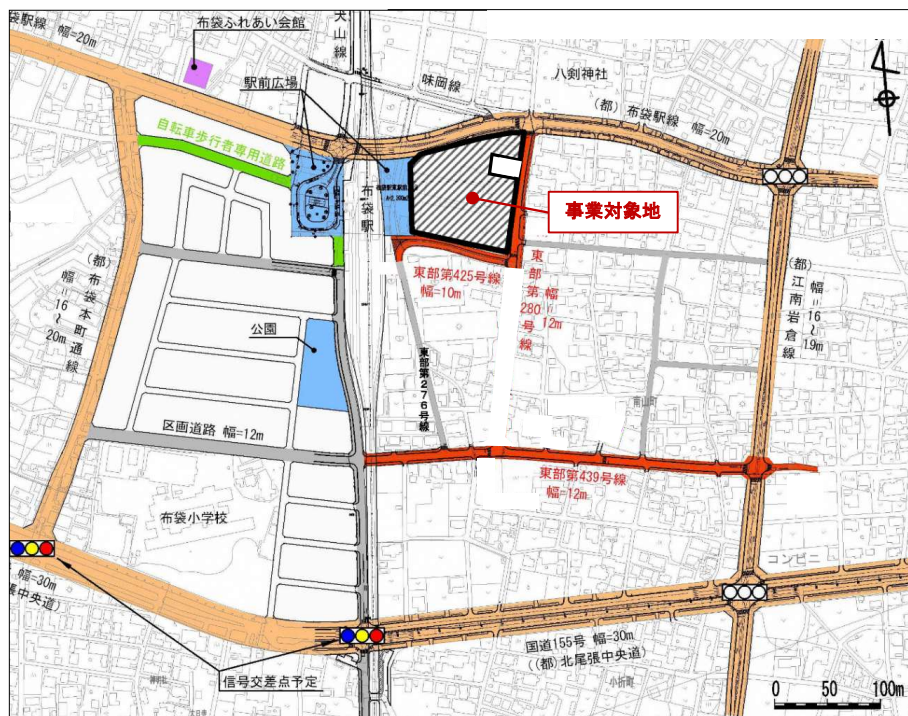 袋駅線 幅=20m
布袋ふれあい会館
犬山線
駅前広場
味岡線
八剱神社
(都) 布袋駅線 幅=20m
自転車歩行者専用道路
布袋駅
事業対象地
(都) 布袋本町通線
幅=16~20m
東部第425号線
幅=10m
東部第280号線
幅=12m
(都) 江南岩倉線
幅=16~19m
公園
東部第276号線
南山町
区画道路 幅=12m
東部第439号線
幅=12m
布袋小学校
コンビニ
幅=30m
張中央道)
国道155号 幅=30m
((都)北尾張中央道)
信号交差点予定
小折町
0 50 100m